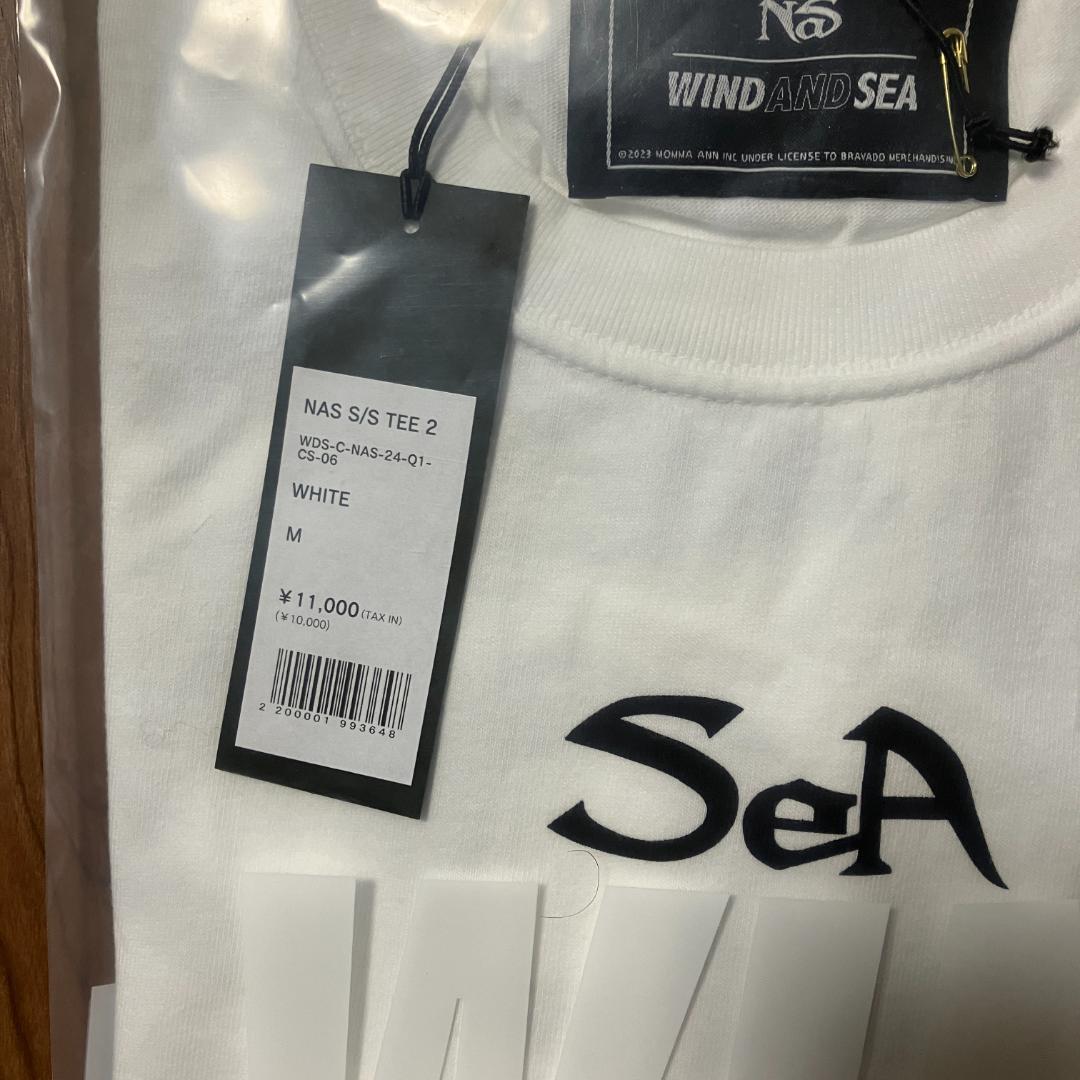 NaS
WIND AND SEA
©2023 MOMMA ANN INC UNDER LICENSE TO BRAVADO MERCHANDISIN
NAS S/S TEE 2
WDS-C-NAS-24-Q1-
CS-06
WHITE
M
¥11,000 (TAX IN)
(¥10,000)
2 200001 993648
SeA